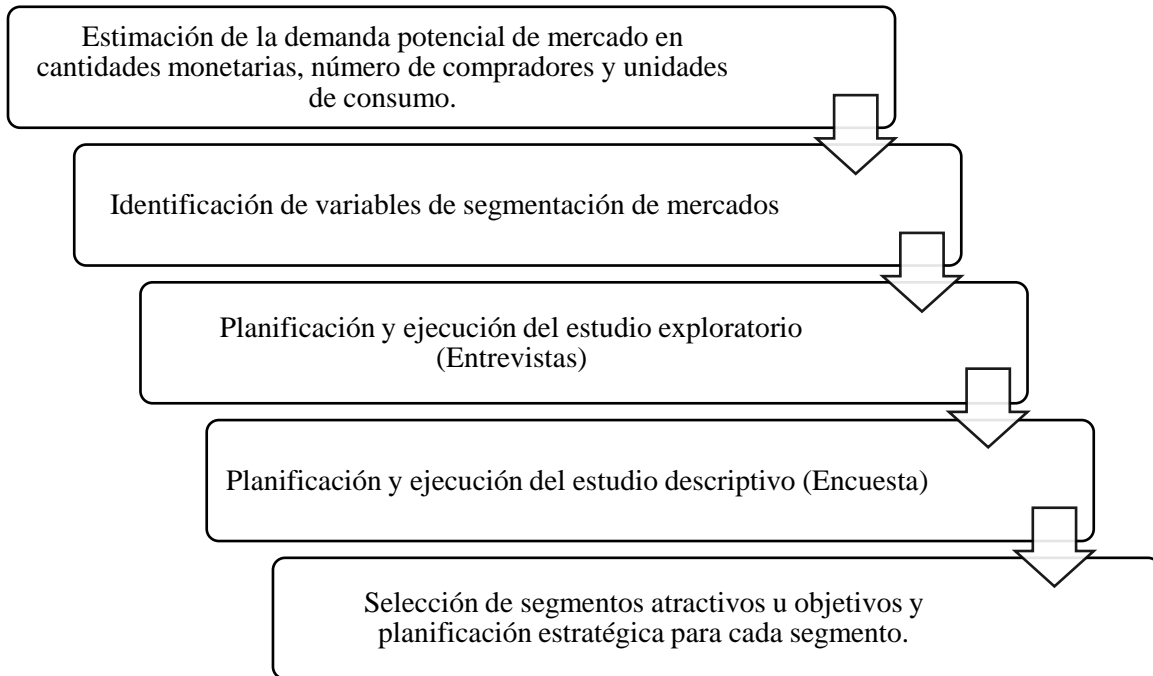 Estimación de la demanda potencial de mercado en
cantidades monetarias, número de compradores y unidades
de consumo.
Identificación de variables de segmentación de mercados
Planificación y ejecución del estudio exploratorio
(Entrevistas)
Planificación y ejecución del estudio descriptivo (Encuesta)
Selección de segmentos atractivos u objetivos y
planificación estratégica para cada segmento.